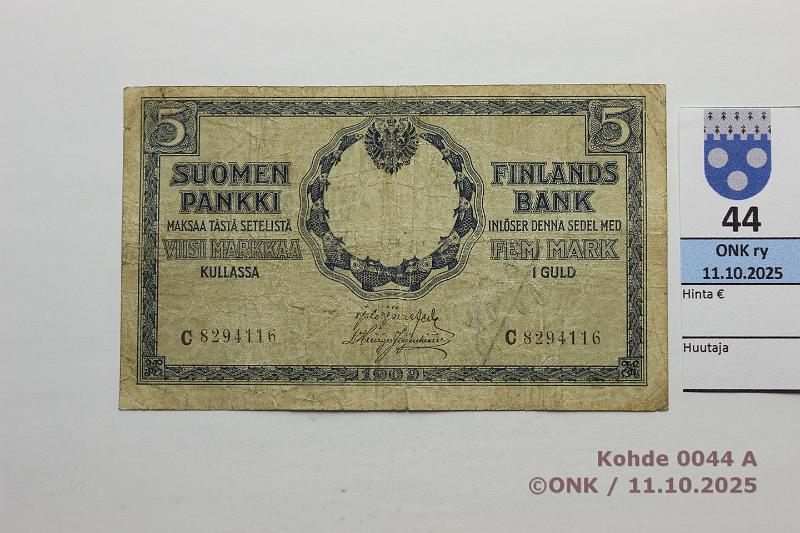 5 5
SUOMEN
PANKKI
MAKSAA TÄSTÄ SETELISTÄ
VIISI MARKKAA
KULLASSA
FINLANDS
BANK
INLÖSER DENNA SEDEL MED
FEM MARK
I GULD
C 8294116
C 8294116
1909
44
ONK ry
11.10.2025
Hinta €
Huutaja
Kohde 0044 A
©ONK / 11.10.2025